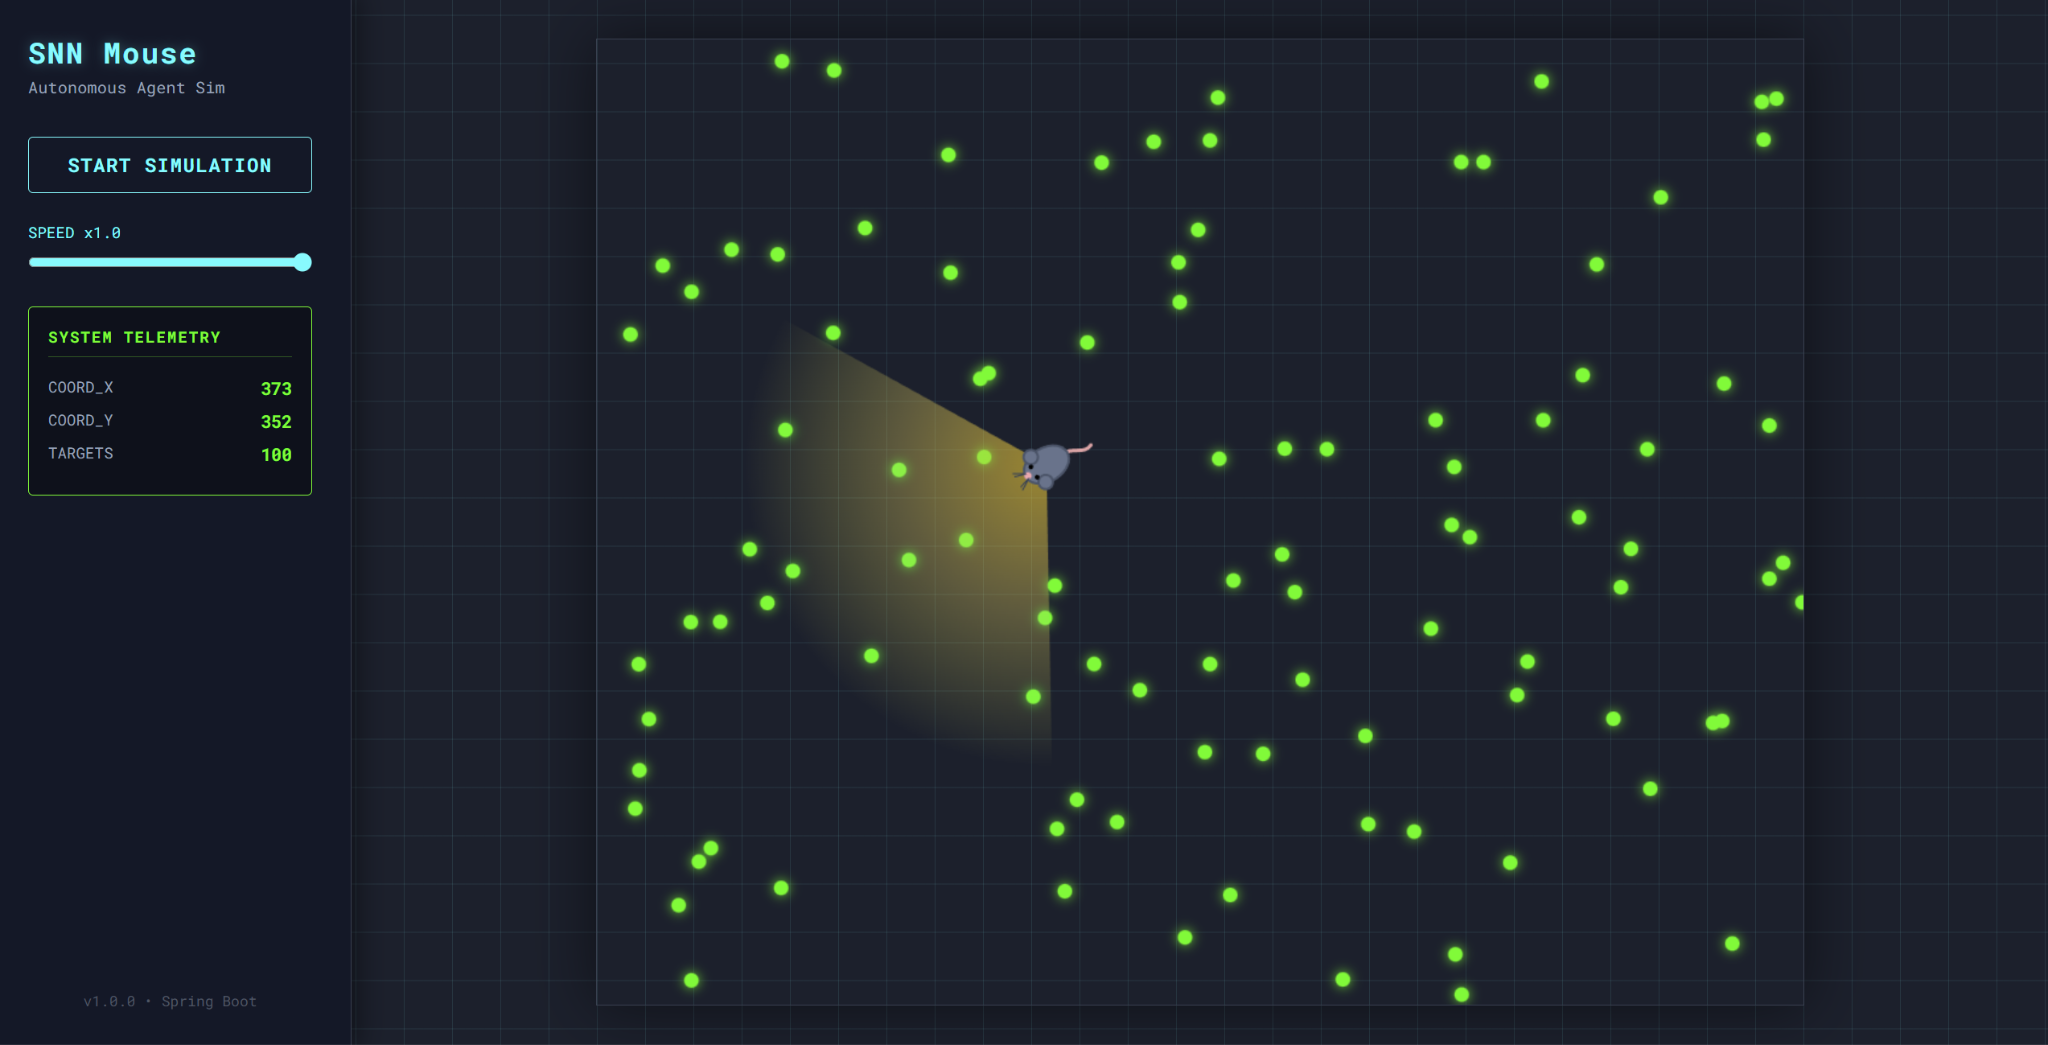 SNN Mouse
Autonomous Agent Sim
START SIMULATION
SPEED x1.0
SYSTEM TELEMETRY
COORD_X 373
COORD_Y 352
TARGETS 100
v1.0.0 • Spring Boot